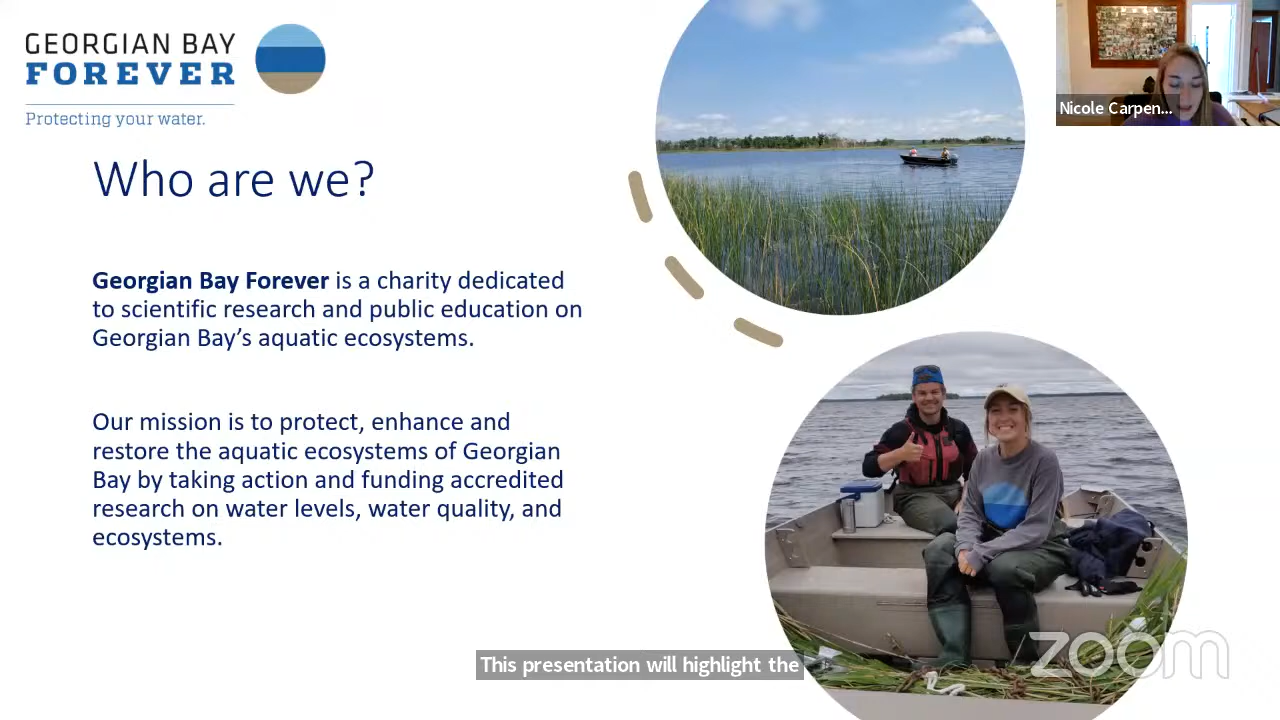 GEORGIAN BAY
FOREVER
Protecting your water.
Nicole Carpen...
Who are we?
Georgian Bay Forever is a charity dedicated
to scientific research and public education on
Georgian Bay's aquatic ecosystems.
Our mission is to protect, enhance and
restore the aquatic ecosystems of Georgian
Bay by taking action and funding accredited
research on water levels, water quality, and
ecosystems.
This presentation will highlight the
zoom